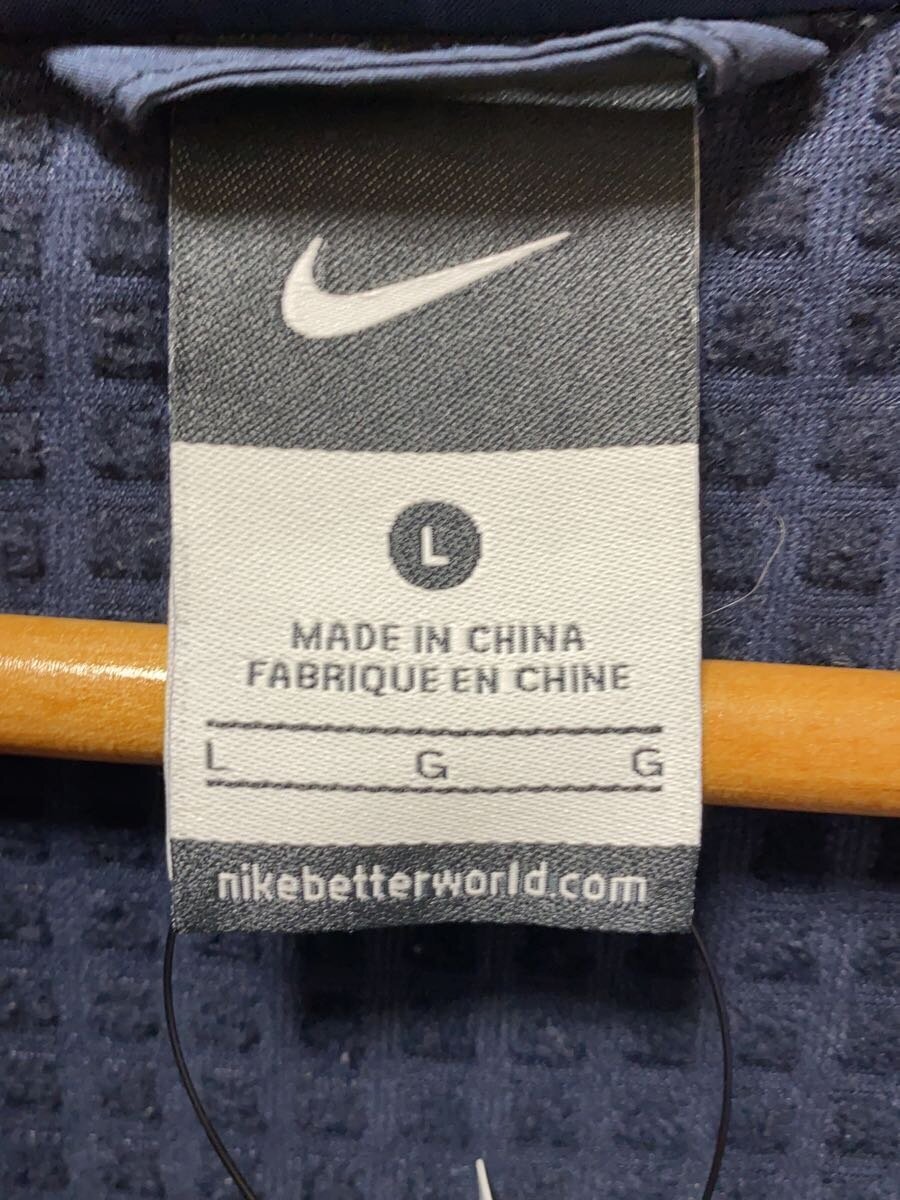 L
MADE IN CHINA
FABRIQUE EN CHINE
L G G
nikebetterworld.com